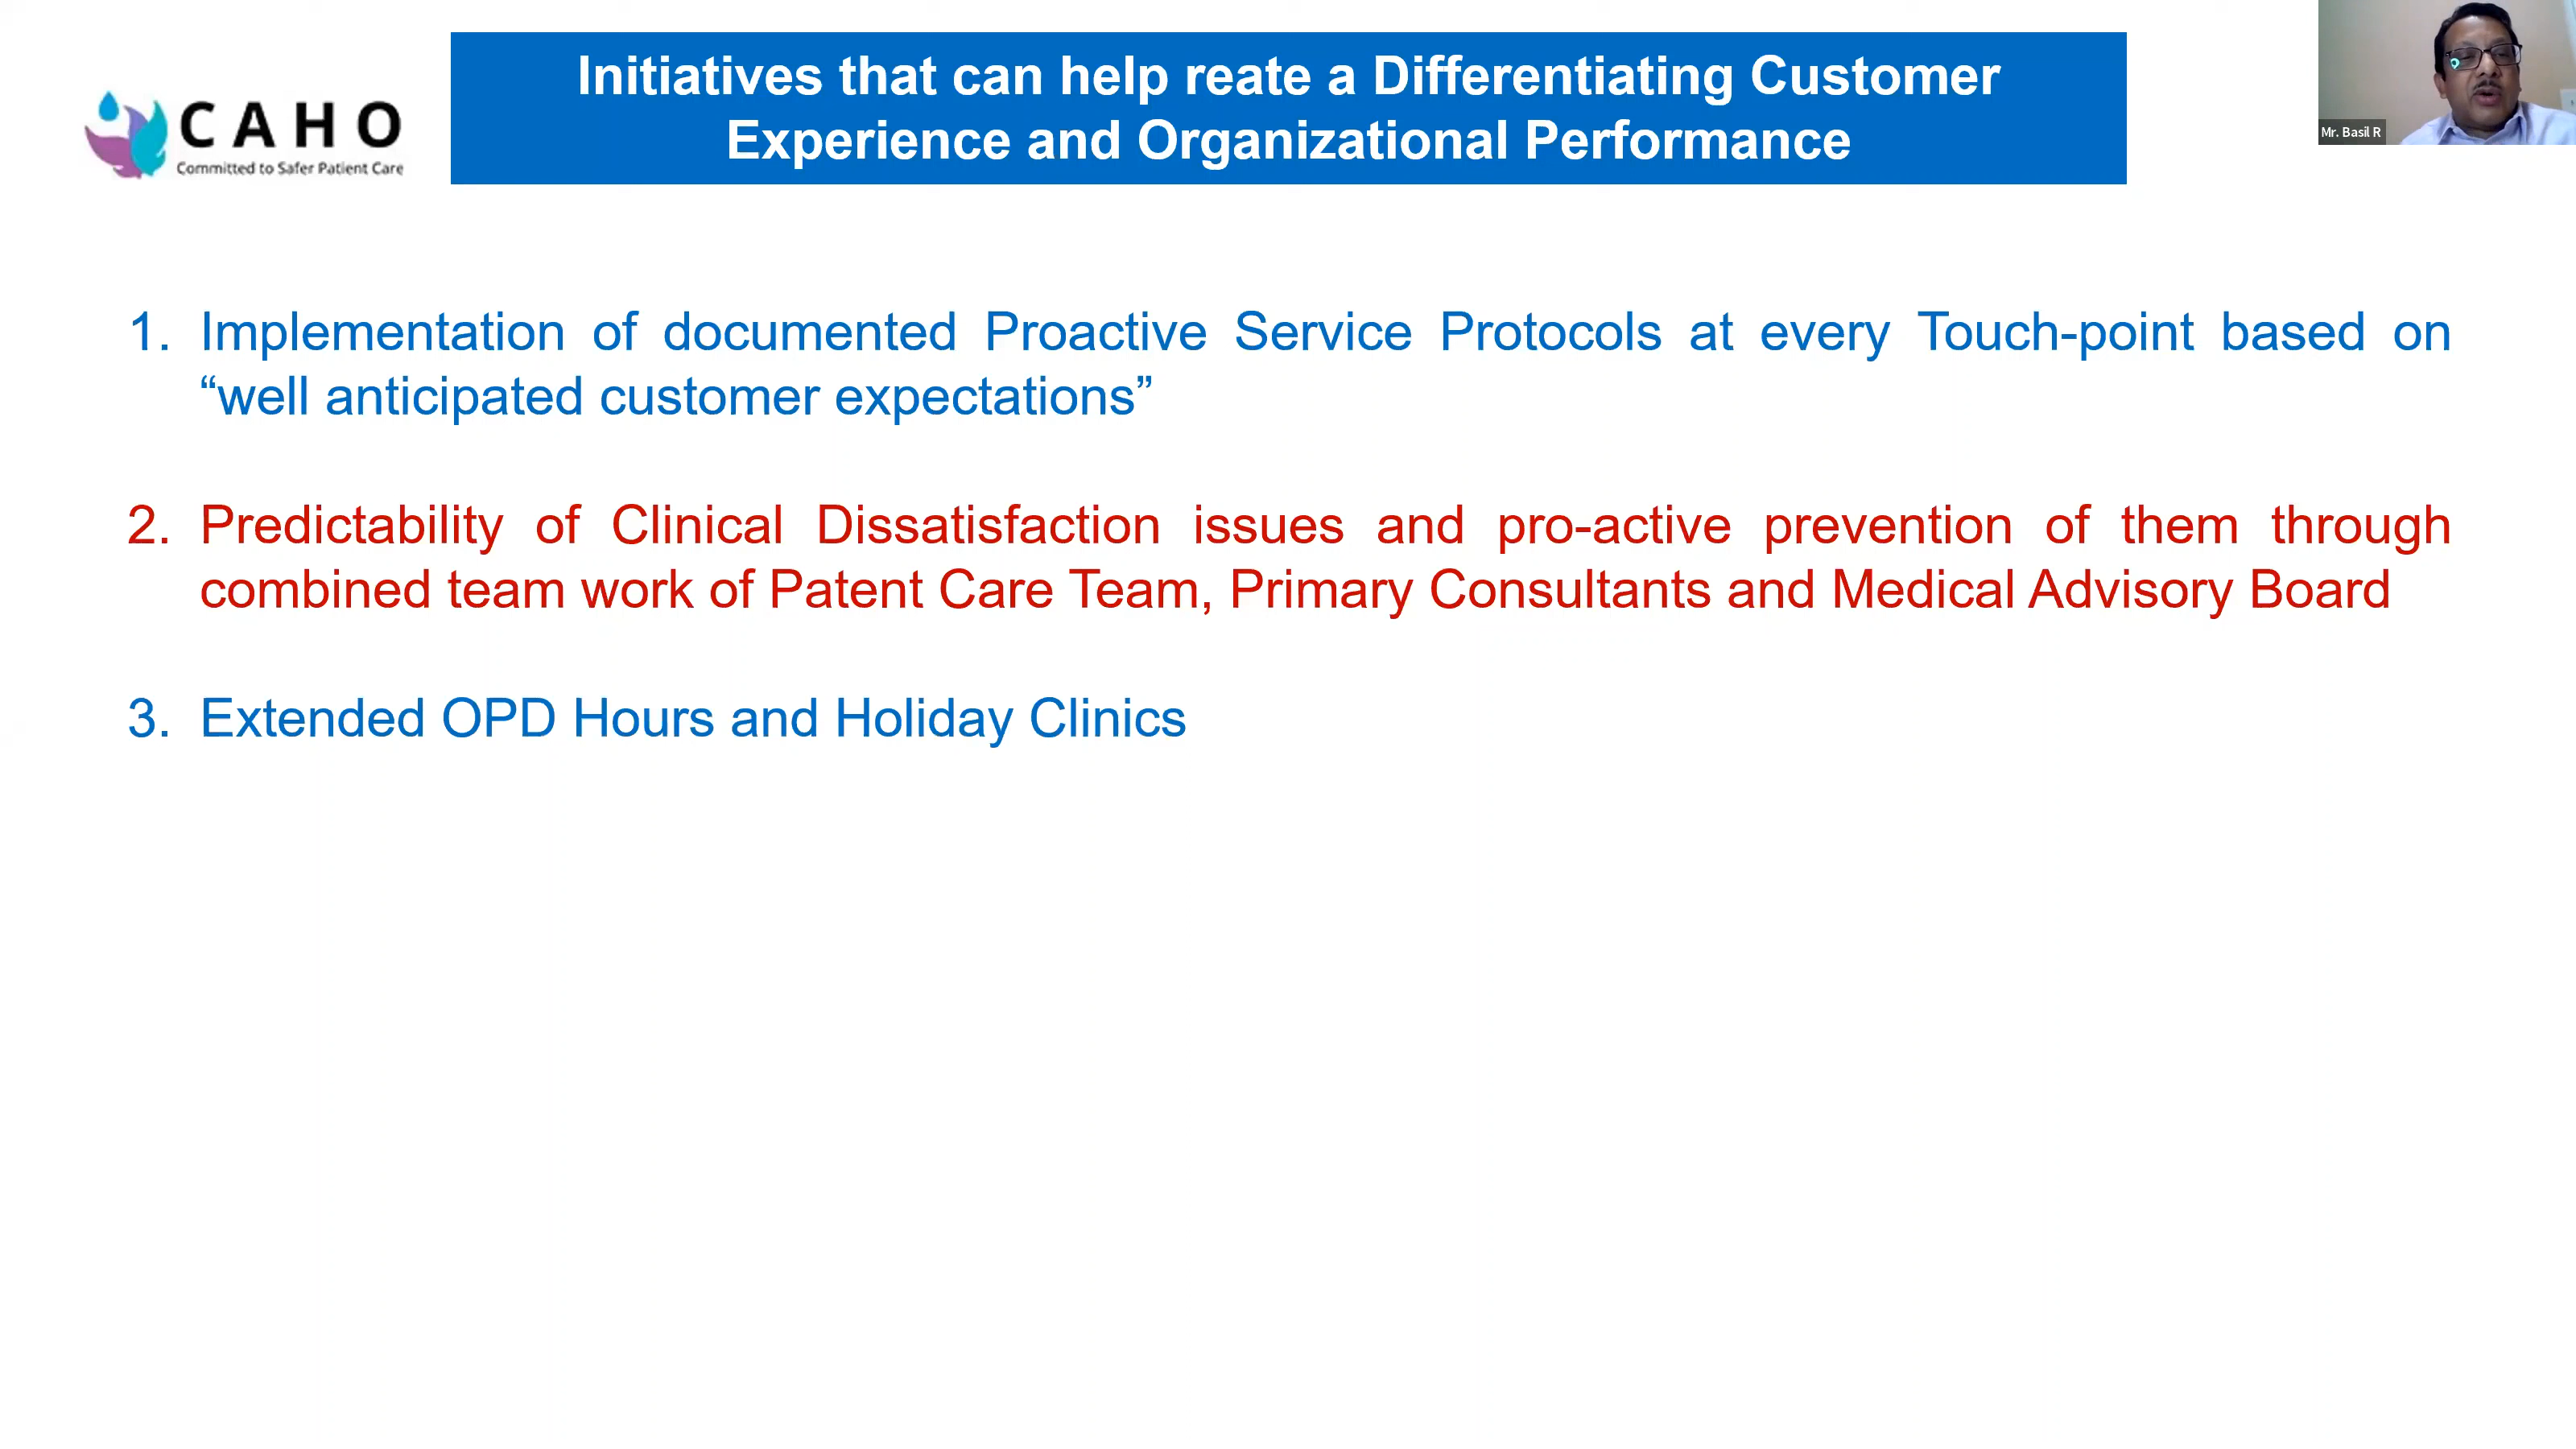 CAHO
Committed to Safer Patient Care
Initiatives that can help reate a Differentiating Customer
Experience and Organizational Performance
Mr. Basil R
1. Implementation of documented Proactive Service Protocols at every Touch-point based on
“well anticipated customer expectations”
2. Predictability of Clinical Dissatisfaction issues and pro-active prevention of them through
combined team work of Patent Care Team, Primary Consultants and Medical Advisory Board
3. Extended OPD Hours and Holiday Clinics